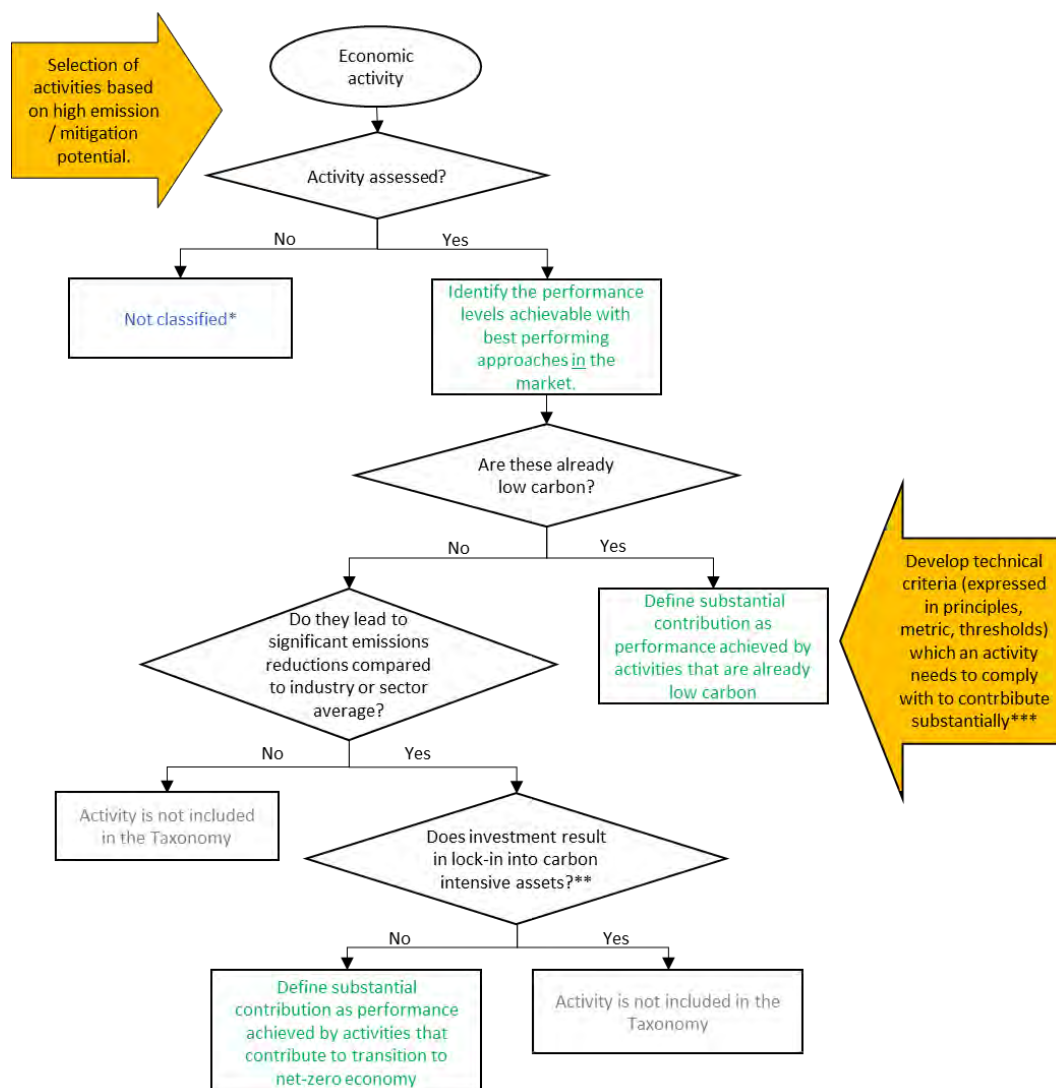 Selection of
activities based
on high emission
/ mitigation
potential.
Economic
activity
Activity assessed?
No
Yes
Not classified*
Identify the performance
levels achievable with
best performing
approaches in the
market.
Are these already
low carbon?
No
Yes
Do they lead to
significant emissions
reductions compared
to industry or sector
average?
Define substantial
contribution as
performance achieved by
activities that are already
low carbon
Develop technical
criteria (expressed
in principles,
metric, thresholds)
which an activity
needs to comply
with to contrbibute
substantially***
No
Yes
Activity is not included
in the Taxonomy
Does investment result
in lock-in into carbon
intensive assets?**
No
Yes
Define substantial
contribution as performance
achieved by activities that
contribute to transition to
net-zero economy
Activity is not included in the
Taxonomy